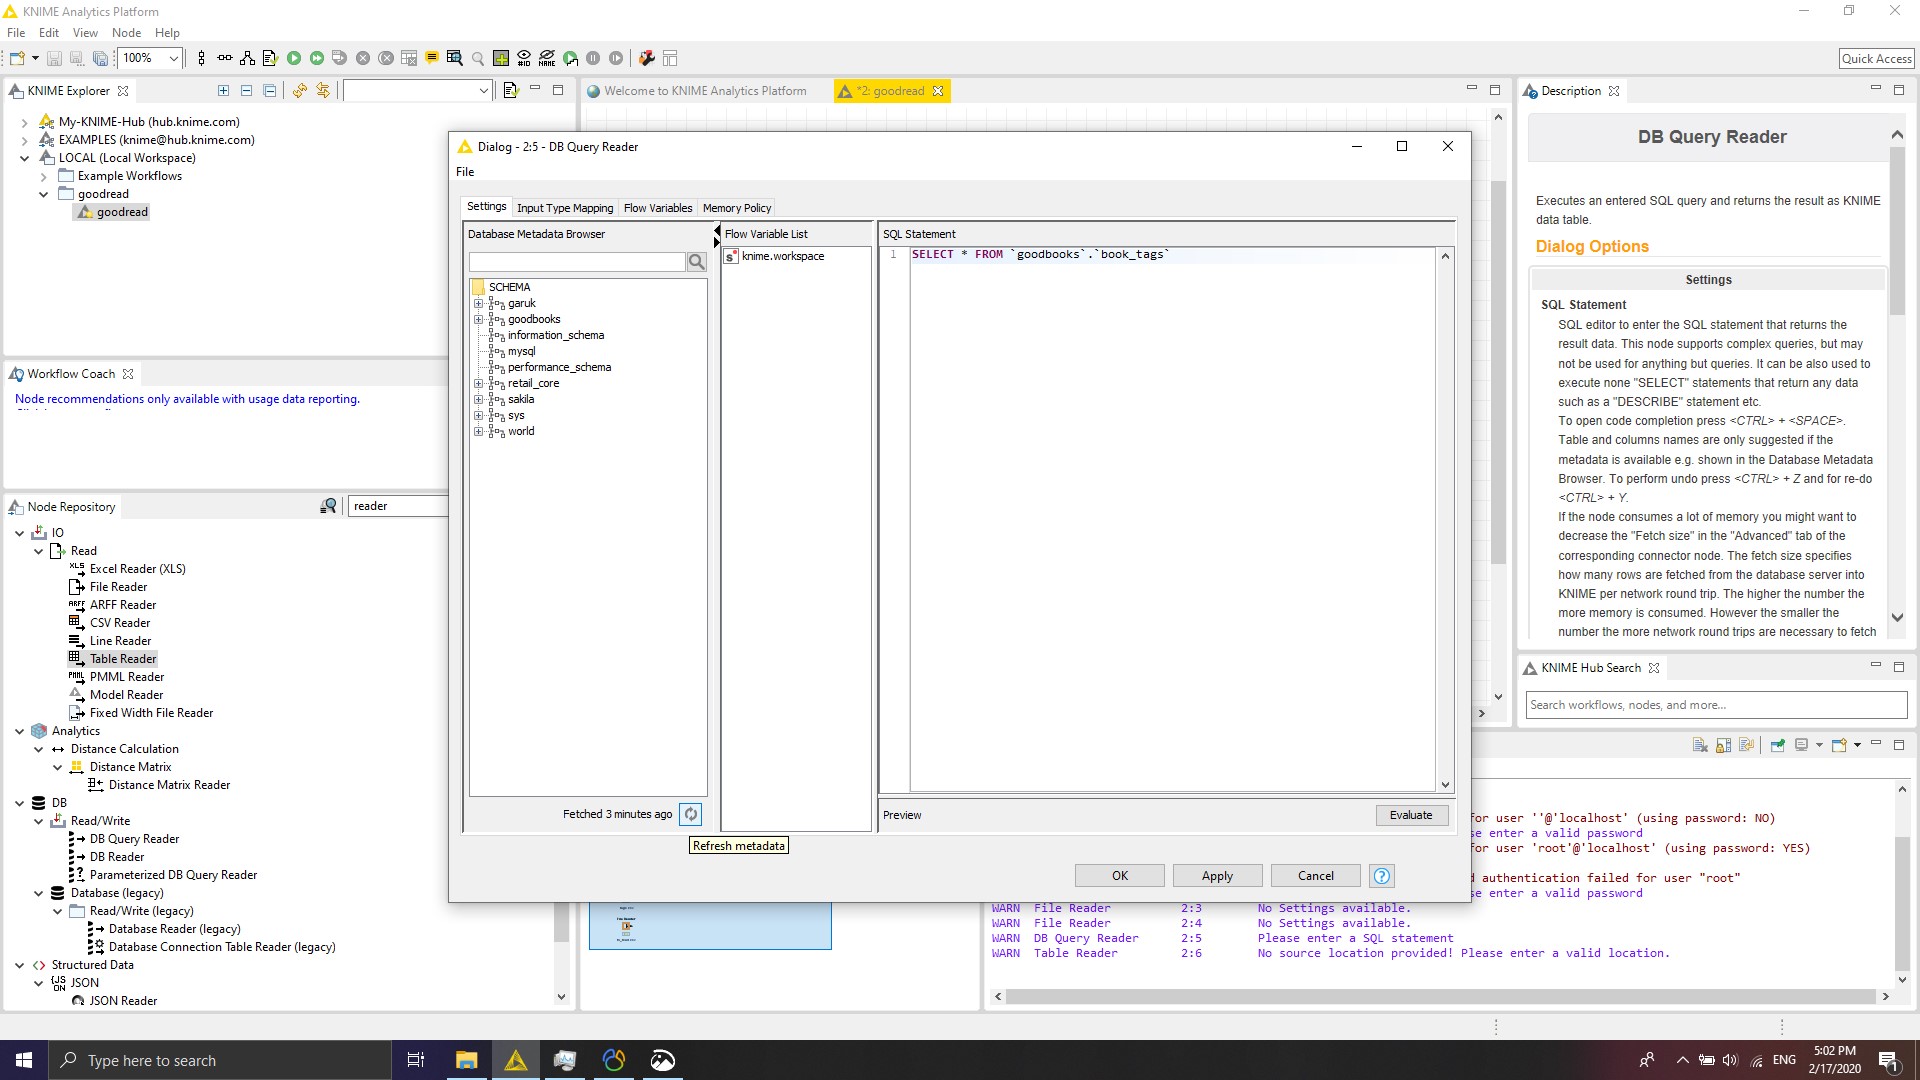 KNIME Analytics Platform
File Edit View Node Help
100%
Quick Access
KNIME Explorer
My-KNIME-Hub (hub.knime.com)
EXAMPLES (knime@hub.knime.com)
LOCAL (Local Workspace)
Example Workflows
goodread
goodread
Workflow Coach
Node recommendations only available with usage data reporting.
Node Repository
reader
IO
Read
Excel Reader (XLS)
File Reader
ARFF Reader
CSV Reader
Line Reader
Table Reader
PMML Reader
Model Reader
Fixed Width File Reader
Analytics
Distance Calculation
Distance Matrix
Distance Matrix Reader
DB
Read/Write
DB Query Reader
DB Reader
Parameterized DB Query Reader
Database (legacy)
Read/Write (legacy)
Database Reader (legacy)
Database Connection Table Reader (legacy)
Structured Data
JSON
JSON Reader
Welcome to KNIME Analytics Platform
*2: goodread
Dialog - 2:5 - DB Query Reader
File
Settings Input Type Mapping Flow Variables Memory Policy
Database Metadata Browser
SCHEMA
garuk
goodbooks
information_schema
mysql
performance_schema
retail_core
sakila
sys
world
Fetched 3 minutes ago
Refresh metadata
Flow Variable List
s knime.workspace
SQL Statement
1 SELECT * FROM `goodbooks`.`book_tags`
Preview
Evaluate
OK Apply Cancel ?
Description
DB Query Reader
Executes an entered SQL query and returns the result as KNIME
data table.
Dialog Options
Settings
SQL Statement
SQL editor to enter the SQL statement that returns the
result data. This node supports complex queries, but may
not be used for anything but queries. It can be also used to
execute none "SELECT" statements that return any data
such as a "DESCRIBE" statement etc.
To open code completion press <CTRL> + <SPACE>.
Table and columns names are only suggested if the
metadata is available e.g. shown in the Database Metadata
Browser. To perform undo press <CTRL> + Z and for re-do
<CTRL> + Y.
If the node consumes a lot of memory you might want to
decrease the "Fetch size" in the "Advanced" tab of the
corresponding connector node. The fetch size specifies
how many rows are fetched from the database server into
KNIME per network round trip. The higher the number the
more memory is consumed. However the smaller the
number the more network round trips are necessary to fetch
KNIME Hub Search
Search workflows, nodes, and more...
or user ''@'localhost' (using password: NO)
se enter a valid password
or user 'root'@'localhost' (using password: YES)
d authentication failed for user "root"
se enter a valid password
WARN File Reader 2:3 No Settings available.
WARN File Reader 2:4 No Settings available.
WARN DB Query Reader 2:5 Please enter a SQL statement
WARN Table Reader 2:6 No source location provided! Please enter a valid location.
Type here to search
ENG
5:02 PM
2/17/2020
1